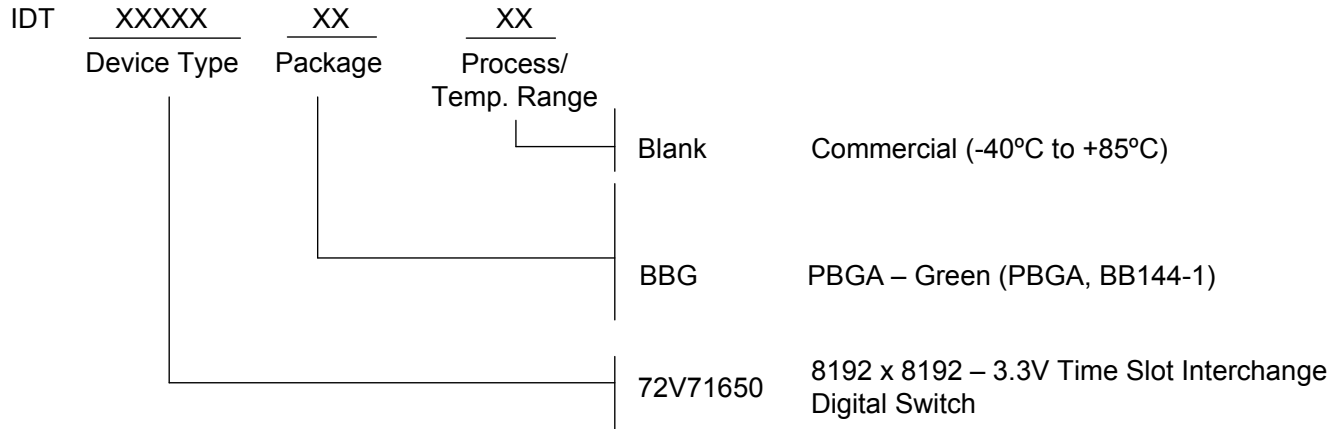 IDT XXXXX XX XX
Device Type Package Process/
Temp. Range
Blank Commercial (-40ºC to +85ºC)
BBG PBGA – Green (PBGA, BB144-1)
72V71650 8192 x 8192 – 3.3V Time Slot Interchange
Digital Switch